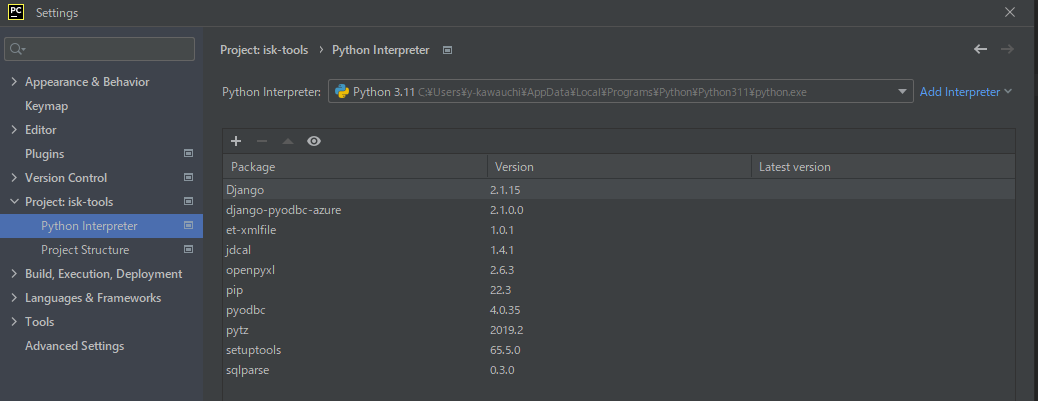 PC Settings
Project: isk-tools › Python Interpreter
Appearance & Behavior
Keymap
Editor
Plugins
Version Control
Project: isk-tools
Python Interpreter
Project Structure
Build, Execution, Deployment
Languages & Frameworks
Tools
Advanced Settings
Python Interpreter: Python 3.11 C:¥Users¥y-kawauchi¥AppData¥Local¥Programs¥Python¥Python311¥python.exe Add Interpreter
Package Version Latest version
Django 2.1.15
django-pyodbc-azure 2.1.0.0
et-xmlfile 1.0.1
jdcal 1.4.1
openpyxl 2.6.3
pip 22.3
pyodbc 4.0.35
pytz 2019.2
setuptools 65.5.0
sqlparse 0.3.0